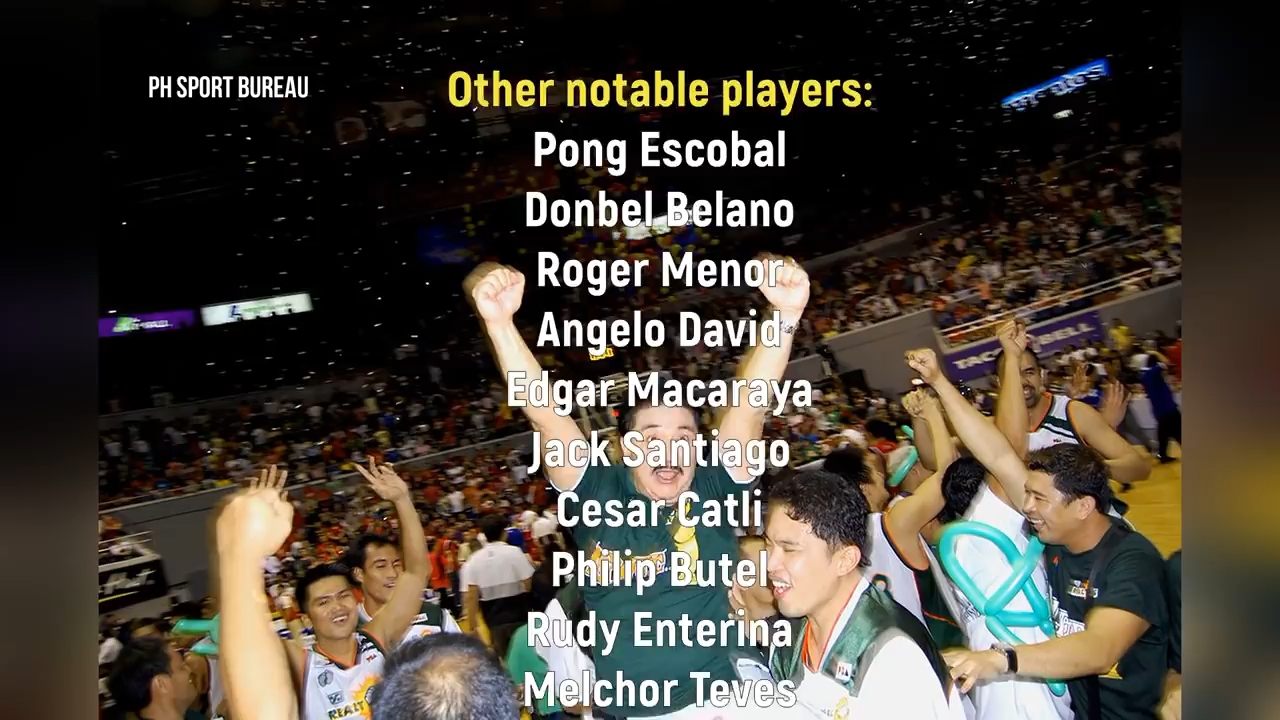 PH SPORT BUREAU
Other notable players:
Pong Escobal
Donbel Belano
Roger Menor
Angelo David
Edgar Macaraya
Jack Santiago
Cesar Catli
Philip Butel
Rudy Enterina
Melchor Teves